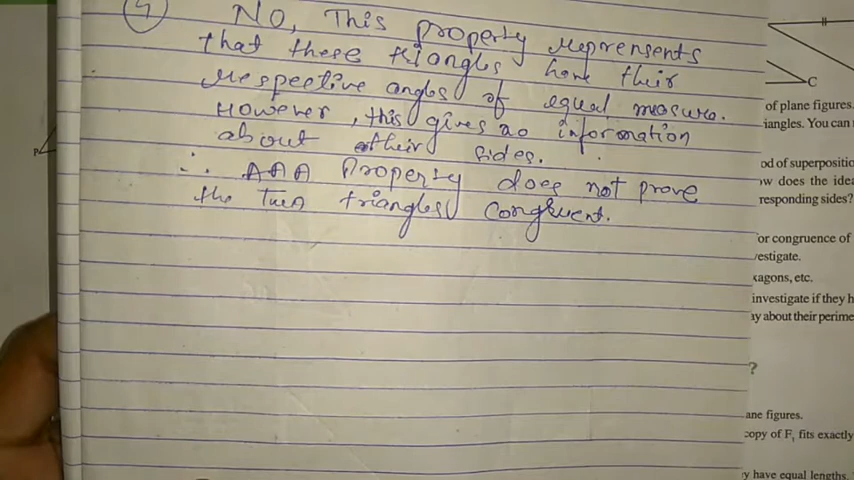 4 No, This property reprensents
that these triangles have their
respective angles of equal measure.
However, this gives no information
about their sides.
∴ AAA Property does not prove
the Two triangles congruent.
P
C
of plane figures.
iangles. You can
od of superpositio
ow does the idea
responding sides?
or congruence of
vestigate.
xagons, etc.
investigate if they h
ay about their perime
?
ane figures.
copy of F₁ fits exactly
y have equal lengths.